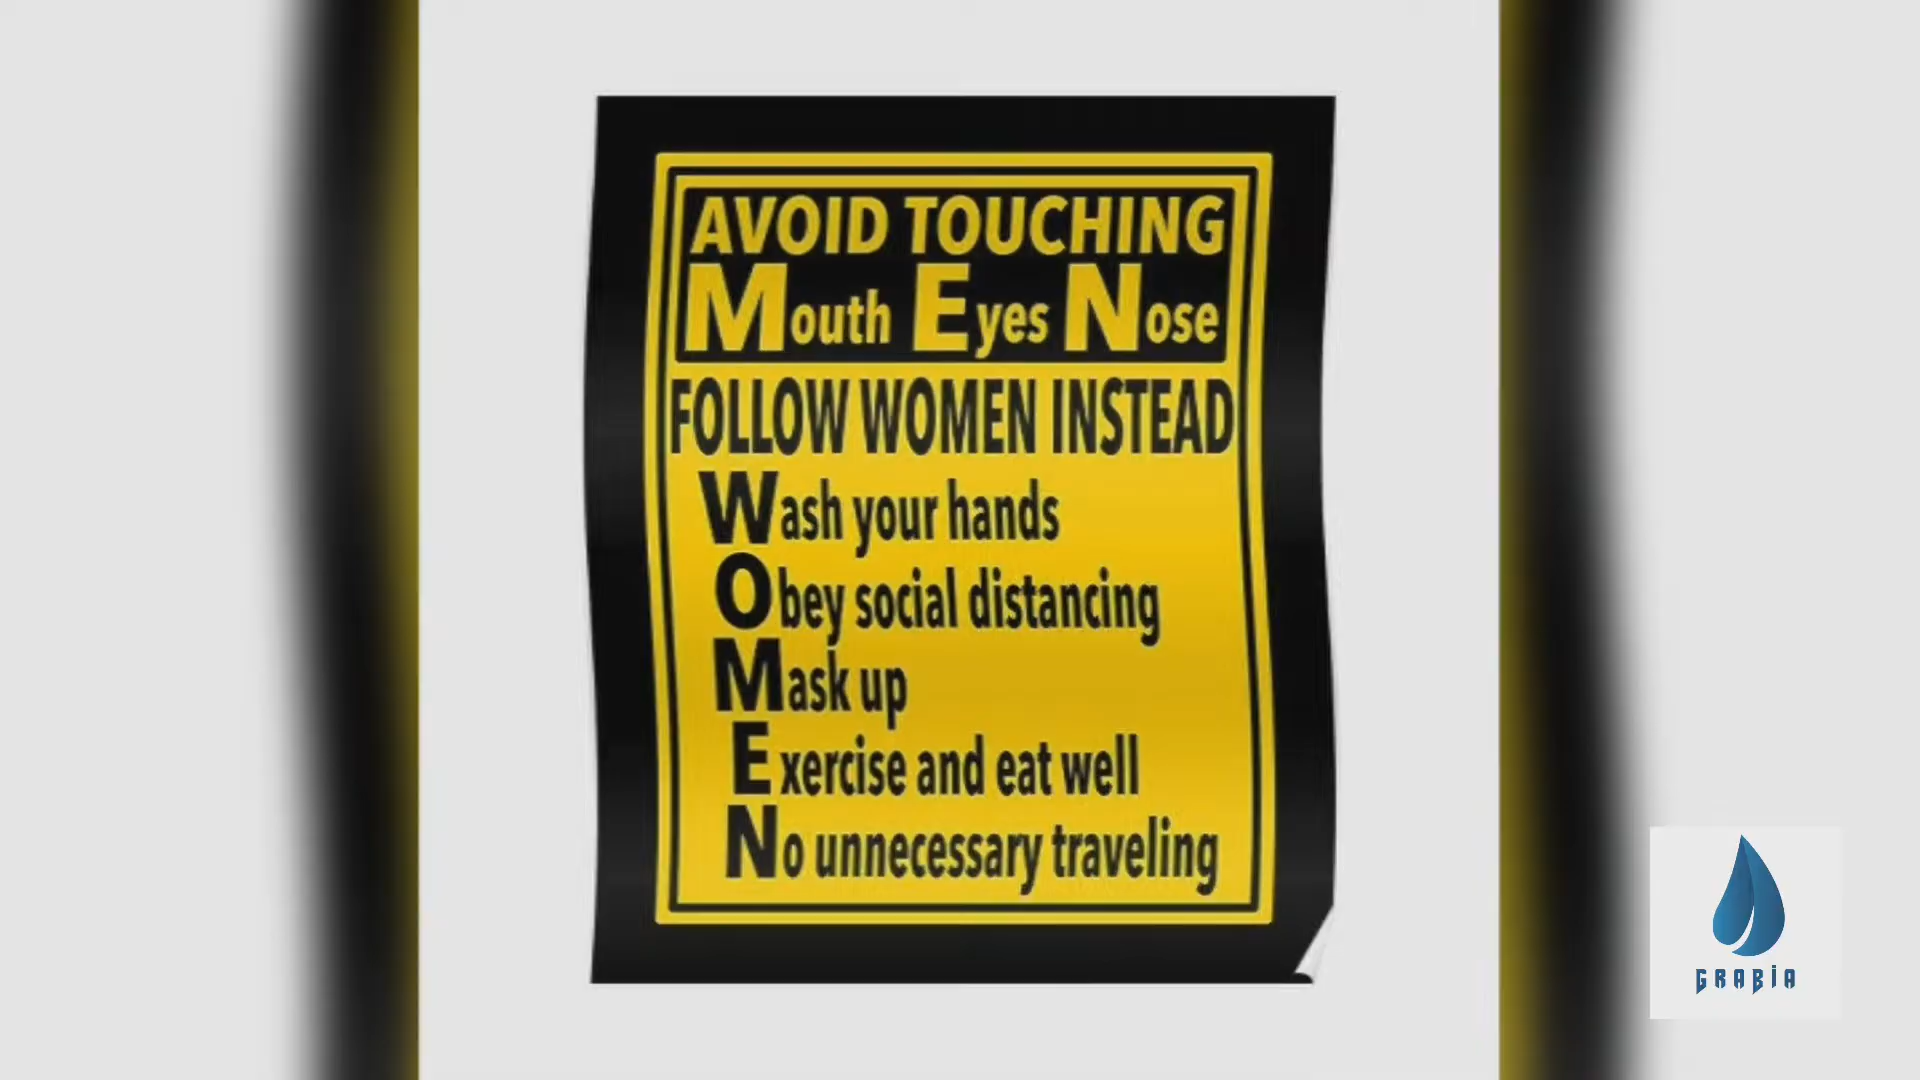 AVOID TOUCHING
Mouth Eyes Nose
FOLLOW WOMEN INSTEAD
Wash your hands
Obey social distancing
Mask up
Exercise and eat well
No unnecessary traveling
GRABIA